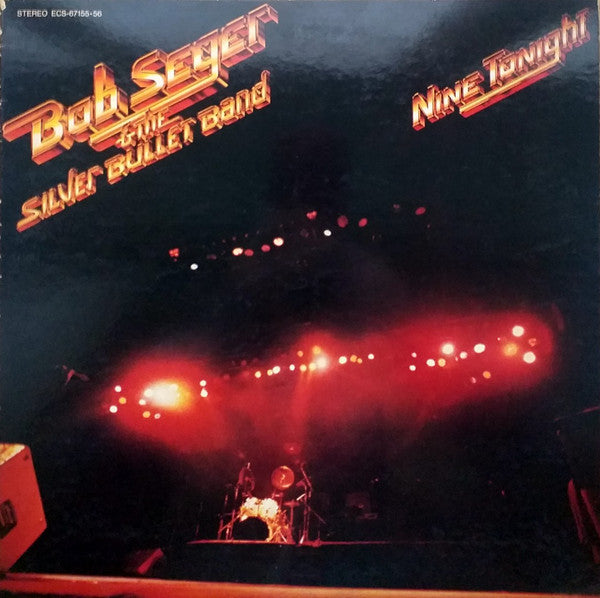 STEREO ECS-67155-56
Bob Seger
& THE
Silver Bullet Band
Nine Tonight